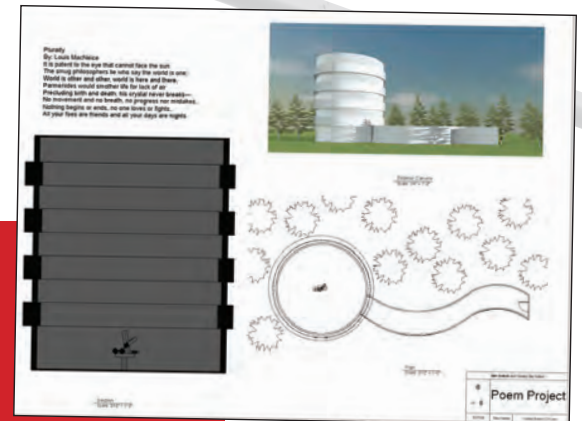 Plurality
By: Louis MacNeice
It is patent to the eye that cannot face the sun
The smug philosophers lie who say the world is one;
World is other and other, world is here and there,
Parmenides would smother life for lack of air
Precluding birth and death; his crystal never breaks—
No movement and no breath, no progress nor mistakes,
Nothing begins or ends, no one loves or fights,
All your foes are friends and all your days are nights
Section
Plan
Poem Project